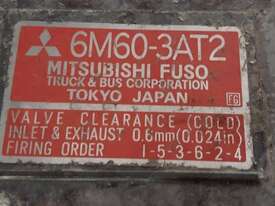 6M60-3AT2
MITSUBISHI FUSO
TRUCK & BUS CORPORATION
TOKYO JAPAN
FG
VALVE CLEARANCE (COLD)
INLET & EXHAUST 0.6mm(0.024in)
FIRING ORDER 1-5-3-6-2-4